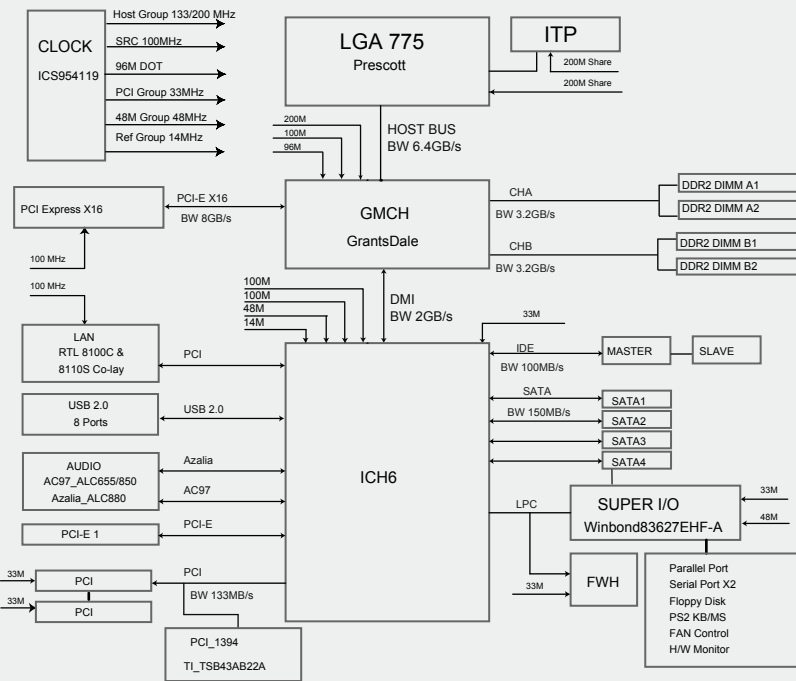 CLOCK
ICS954119
Host Group 133/200 MHz
SRC 100MHz
96M DOT
PCI Group 33MHz
48M Group 48MHz
Ref Group 14MHz
LGA 775
Prescott
ITP
200M Share
200M Share
HOST BUS
BW 6.4GB/s
200M
100M
96M
PCI Express X16
PCI-E X16
BW 8GB/s
GMCH
GrantsDale
CHA
BW 3.2GB/s
CHB
BW 3.2GB/s
DDR2 DIMM A1
DDR2 DIMM A2
DDR2 DIMM B1
DDR2 DIMM B2
100 MHz
100 MHz
DMI
BW 2GB/s
100M
100M
48M
14M
33M
LAN
RTL 8100C &
8110S Co-lay
PCI
USB 2.0
8 Ports
USB 2.0
AUDIO
AC97_ALC655/850
Azalia_ALC880
Azalia
AC97
PCI-E 1
PCI-E
ICH6
IDE
BW 100MB/s
MASTER
SLAVE
SATA
BW 150MB/s
SATA1
SATA2
SATA3
SATA4
LPC
SUPER I/O
Winbond83627EHF-A
33M
48M
33M
FWH
33M
PCI
33M
PCI
PCI
BW 133MB/s
PCI_1394
TI_TSB43AB22A
Parallel Port
Serial Port X2
Floppy Disk
PS2 KB/MS
FAN Control
H/W Monitor